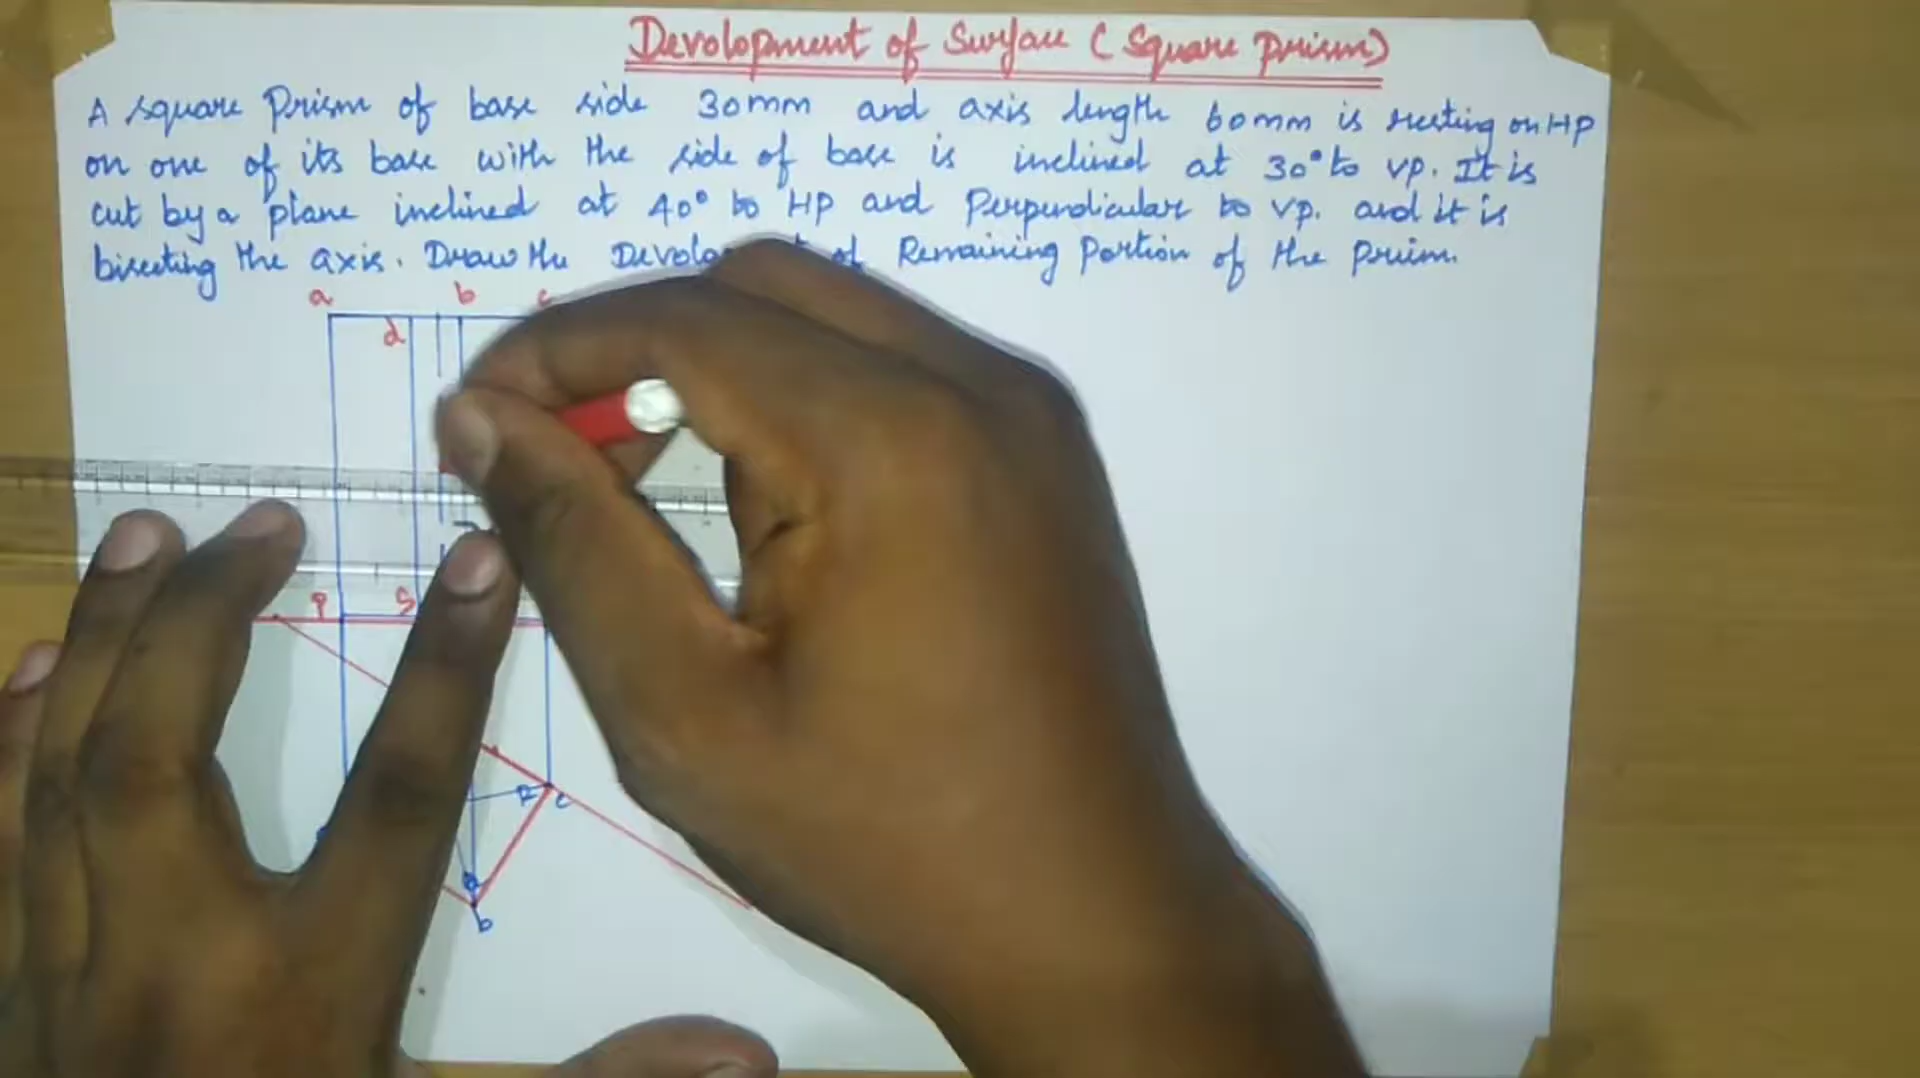 Devolopment of Surface (Square Prism)
A square Prism of base side 30mm and axis length 60mm is resting on HP
on one of its base with the side of base is inclined at 30° to VP. It is
cut by a plane inclined at 40° to HP and Perpendicular to VP. and it is
bisecting the axis. Draw the of Remaining Portion of the Prism.
a b c
d
P S
R c
Q
b